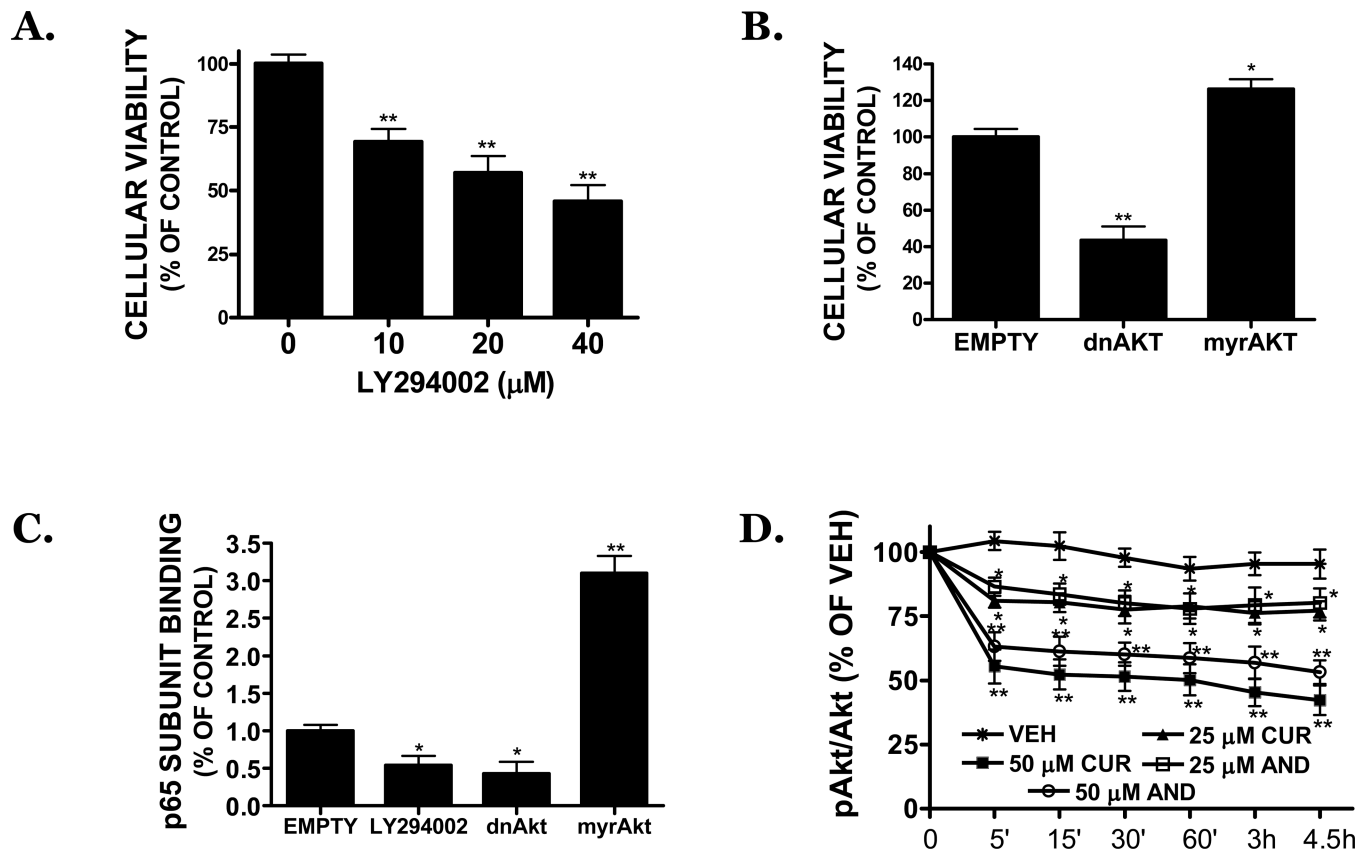 A.
CELLULAR VIABILITY
(% OF CONTROL)
100
75
50
25
0
**
**
**
0 10 20 40
LY294002 (μM)
B.
CELLULAR VIABILITY
(% OF CONTROL)
140
120
100
80
60
40
20
0
**
*
EMPTY dnAKT myrAKT
C.
p65 SUBUNIT BINDING
(% OF CONTROL)
3.5
3.0
2.5
2.0
1.5
1.0
0.5
0.0
*
*
**
EMPTY LY294002 dnAkt myrAkt
D.
pAkt/Akt (% OF VEH)
100
75
50
25
0
* * * * * *
* * * * * *
** ** ** ** ** **
** ** ** ** ** **
VEH 25 μM CUR
50 μM CUR 25 μM AND
50 μM AND
0 5' 15' 30' 60' 3h 4.5h